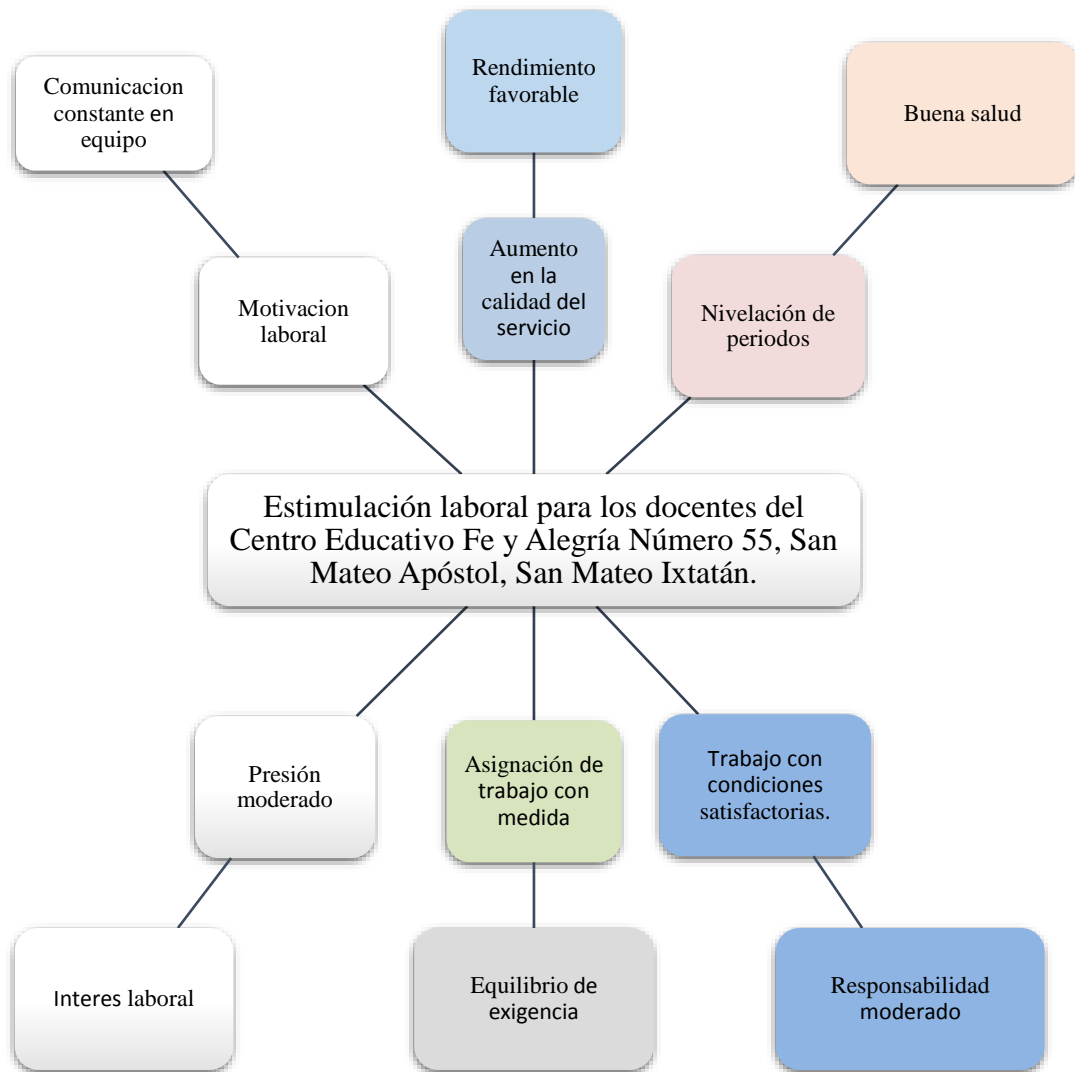 Comunicacion
constante en
equipo
Rendimiento
favorable
Buena salud
Motivacion
laboral
Aumento
en la
calidad del
servicio
Nivelación de
periodos
Estimulación laboral para los docentes del
Centro Educativo Fe y Alegría Número 55, San
Mateo Apóstol, San Mateo Ixtatán.
Presión
moderado
Asignación de
trabajo con
medida
Trabajo con
condiciones
satisfactorias.
Interes laboral
Equilibrio de
exigencia
Responsabilidad
moderado